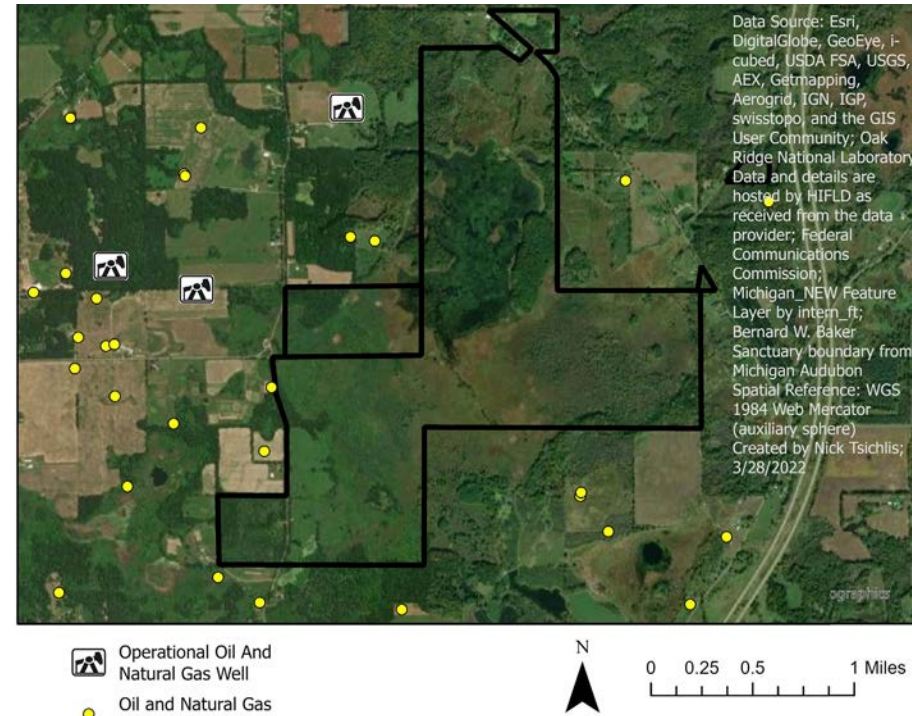 Data Source: Esri,
DigitalGlobe, GeoEye, i-
cubed, USDA FSA, USGS,
AEX, Getmapping,
Aerogrid, IGN, IGP,
swisstopo, and the GIS
User Community; Oak
Ridge National Laboratory
Data and details are
hosted by HIFLD as
received from the data
provider; Federal
Communications
Commission;
Michigan_NEW Feature
Layer by intern_ft;
Bernard W. Baker
Sanctuary boundary from
Michigan Audubon
Spatial Reference: WGS
1984 Web Mercator
(auxiliary sphere)
Created by Nick Tsichlis;
3/28/2022
ographics
Operational Oil And
Natural Gas Well
Oil and Natural Gas
N
0 0.25 0.5 1 Miles